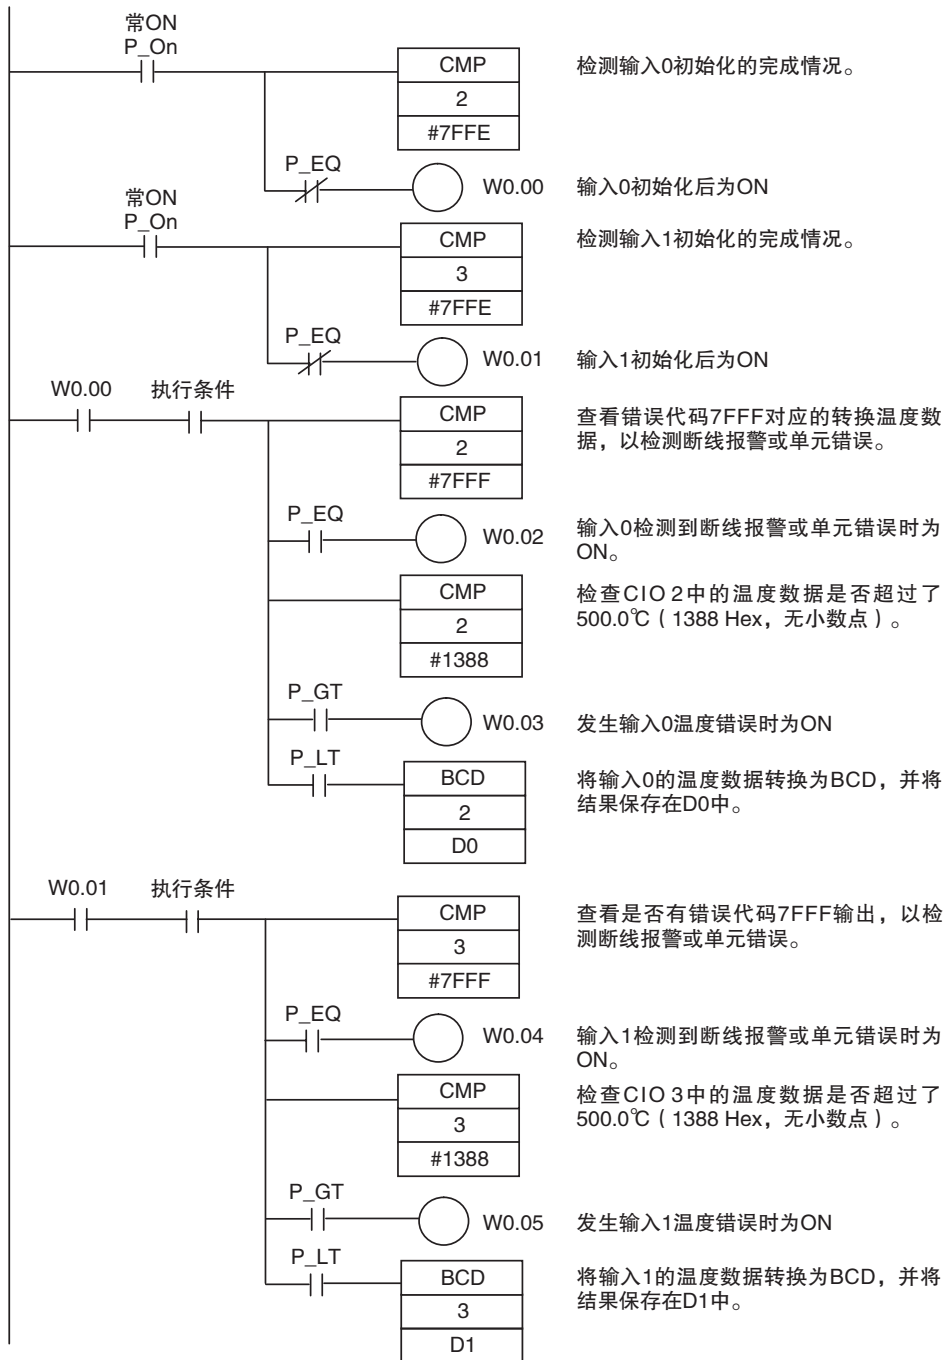 常ON
P_On
CMP
2
#7FFE
检测输入0初始化的完成情况。
P_EQ
W0.00
输入0初始化后为ON
常ON
P_On
CMP
3
#7FFE
检测输入1初始化的完成情况。
P_EQ
W0.01
输入1初始化后为ON
W0.00
执行条件
CMP
2
#7FFF
查看错误代码7FFF对应的转换温度数
据，以检测断线报警或单元错误。
P_EQ
W0.02
输入0检测到断线报警或单元错误时为
ON。
CMP
2
#1388
检查CIO 2中的温度数据是否超过了
500.0℃（1388 Hex，无小数点）。
P_GT
W0.03
发生输入0温度错误时为ON
P_LT
BCD
2
D0
将输入0的温度数据转换为BCD，并将
结果保存在D0中。
W0.01
执行条件
CMP
3
#7FFF
查看是否有错误代码7FFF输出，以检
测断线报警或单元错误。
P_EQ
W0.04
输入1检测到断线报警或单元错误时为
ON。
CMP
3
#1388
检查CIO 3中的温度数据是否超过了
500.0℃（1388 Hex，无小数点）。
P_GT
W0.05
发生输入1温度错误时为ON
P_LT
BCD
3
D1
将输入1的温度数据转换为BCD，并将
结果保存在D1中。